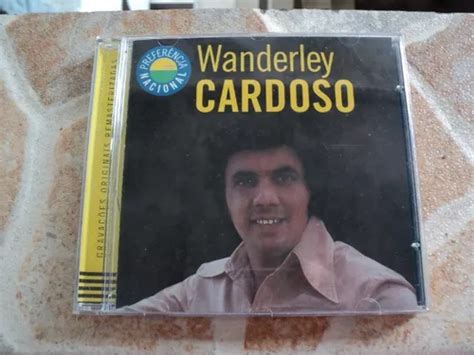 PREFERÊNCIA
NACIONAL
Wanderley
CARDOSO
GRAVAÇÕES ORIGINAIS REMASTERIZADAS